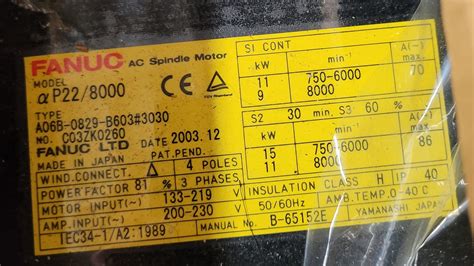 FANUC AC Spindle Motor
MODEL
αP22/8000
TYPE
A06B-0829-B603#3030
NO. C03ZK0260 2003.12
FANUC LTD
MADE IN JAPAN PAT.PEND.
WIND.CONNECT. 4 POLES
POWERFACTOR 81 % 3 PHASES
MOTOR INPUT(~) 133-219 V
AMP.INPUT(~) 200-230 V
IEC34-1/A2:1989
S1 CONT
kW min⁻¹ A(~)
11 750-6000 70
9 8000
S2 30 min, S3 60%
kW min⁻¹ A(~)
15 750-6000 86
11 8000
INSULATION CLASS H IP 40
50/60Hz AMB.TEMP.0-40 C
YAMANASHI JAPAN
MANUAL No. B-65152E